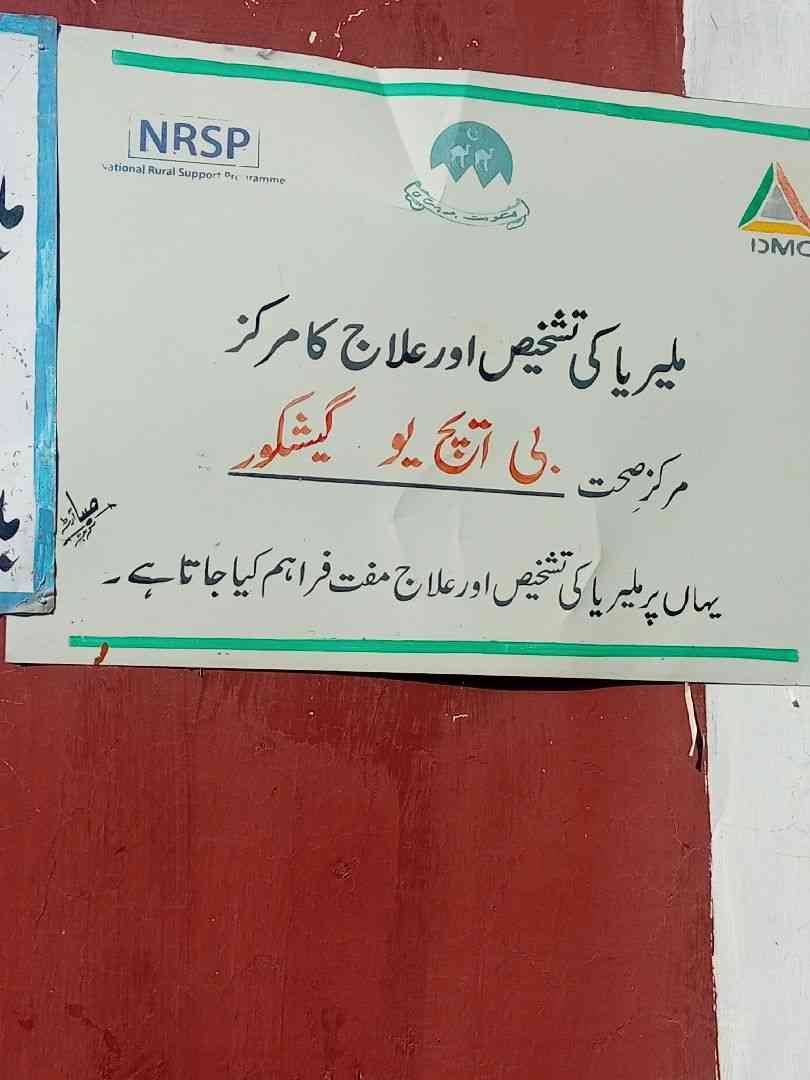 NRSP
National Rural Support Programme
حکومت بلوچستان
DMC
ملیریا کی تشخیص اور علاج کا مرکز
مرکزِ صحت بی ایچ یو گیشکور
یہاں پر ملیریا کی تشخیص اور علاج مفت فراہم کیا جاتا ہے۔